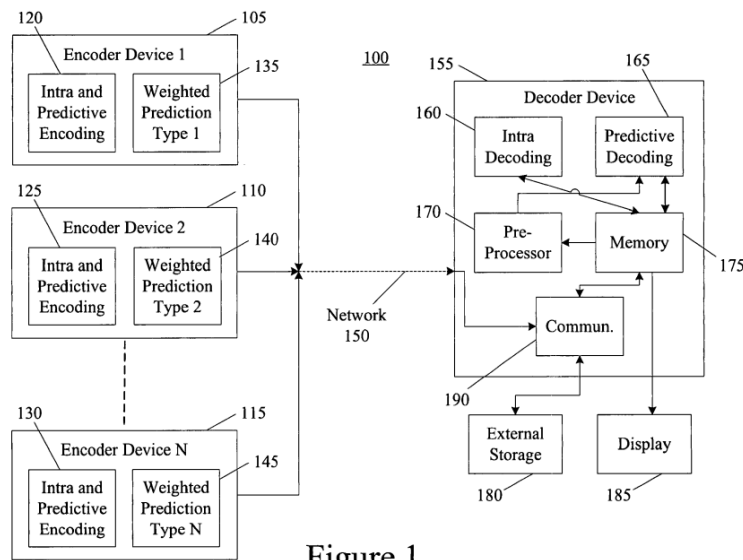 120
105
Encoder Device 1
135
Intra and
Predictive
Encoding
Weighted
Prediction
Type 1
125
110
Encoder Device 2
140
Intra and
Predictive
Encoding
Weighted
Prediction
Type 2
130
115
Encoder Device N
145
Intra and
Predictive
Encoding
Weighted
Prediction
Type N
100
Network
150
155
165
Decoder Device
160
Intra
Decoding
Predictive
Decoding
170
Pre-
Processor
Memory
175
Commun.
190
External
Storage
180
Display
185
Figure 1